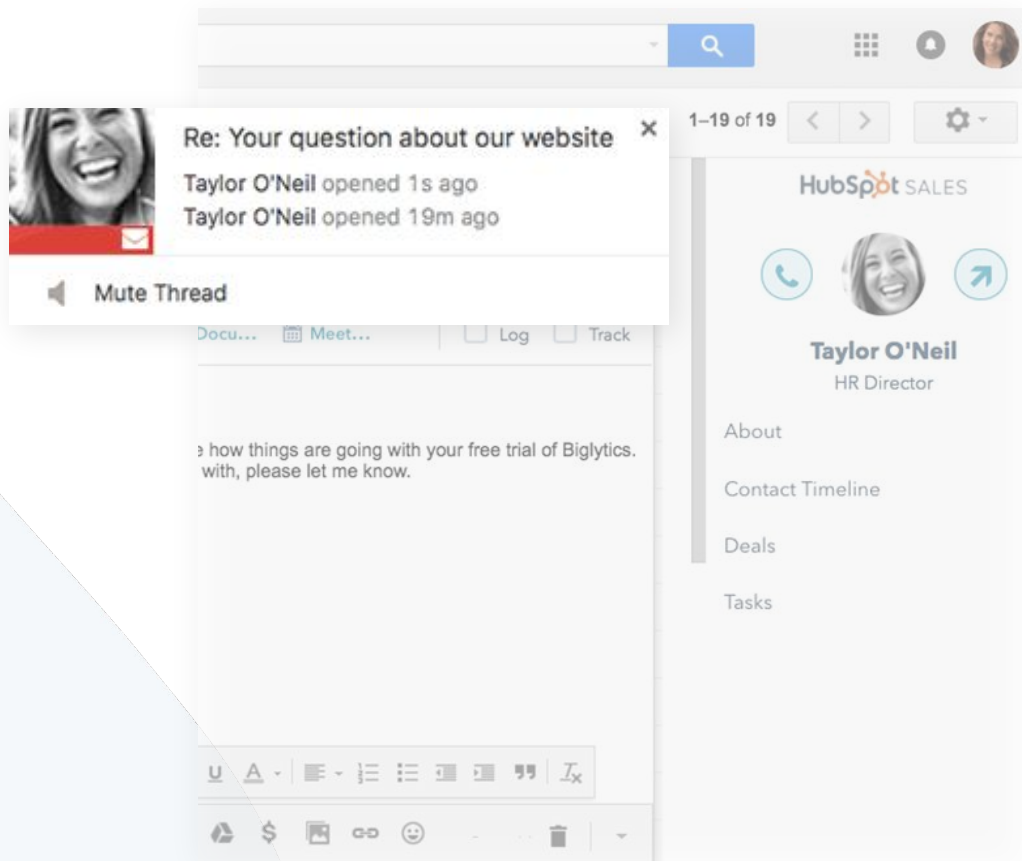 1–19 of 19
Re: Your question about our website
Taylor O'Neil opened 1s ago
Taylor O'Neil opened 19m ago
Mute Thread
HubSpot SALES
Taylor O'Neil
HR Director
About
Contact Timeline
Deals
Tasks
Docu... Meet... Log Track
how things are going with your free trial of Biglytics.
with, please let me know.